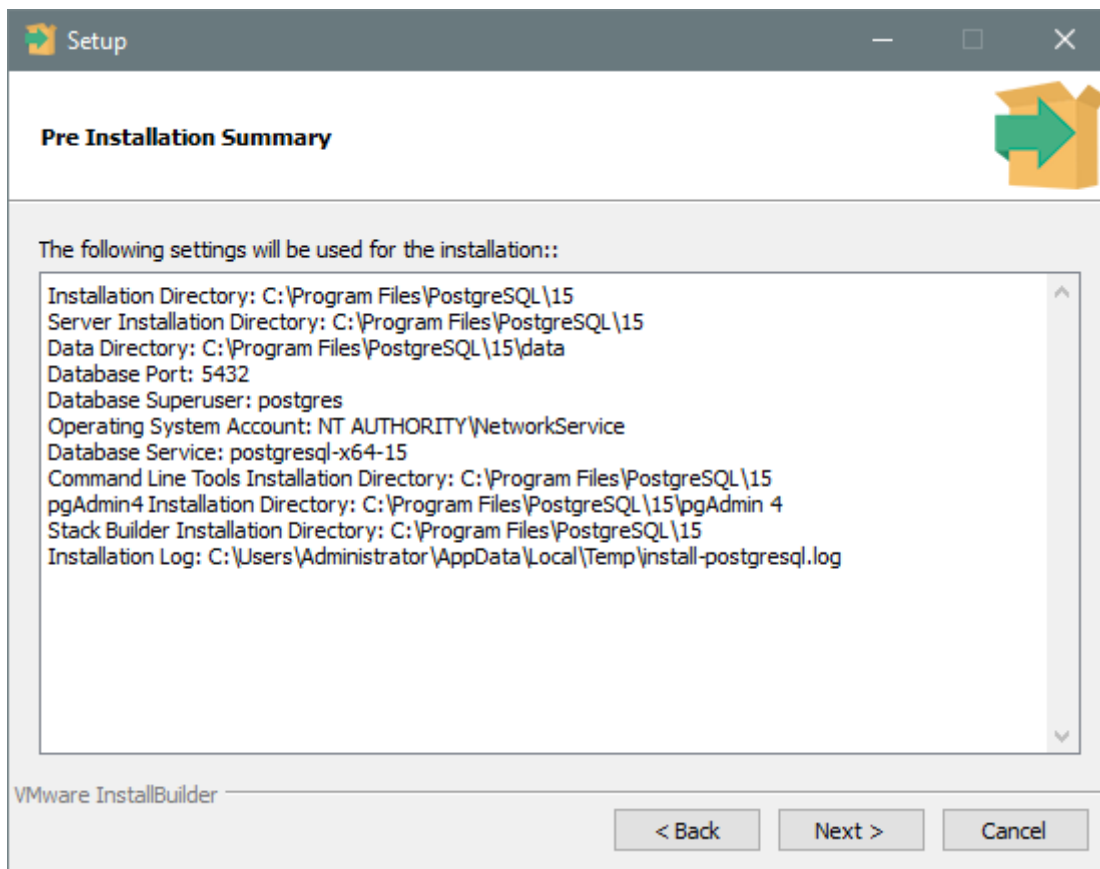 Setup
Pre Installation Summary
The following settings will be used for the installation::
Installation Directory: C:\Program Files\PostgreSQL\15
Server Installation Directory: C:\Program Files\PostgreSQL\15
Data Directory: C:\Program Files\PostgreSQL\15\data
Database Port: 5432
Database Superuser: postgres
Operating System Account: NT AUTHORITY\NetworkService
Database Service: postgresql-x64-15
Command Line Tools Installation Directory: C:\Program Files\PostgreSQL\15
pgAdmin4 Installation Directory: C:\Program Files\PostgreSQL\15\pgAdmin 4
Stack Builder Installation Directory: C:\Program Files\PostgreSQL\15
Installation Log: C:\Users\Administrator\AppData\Local\Temp\install-postgresql.log
VMware InstallBuilder
< Back Next > Cancel